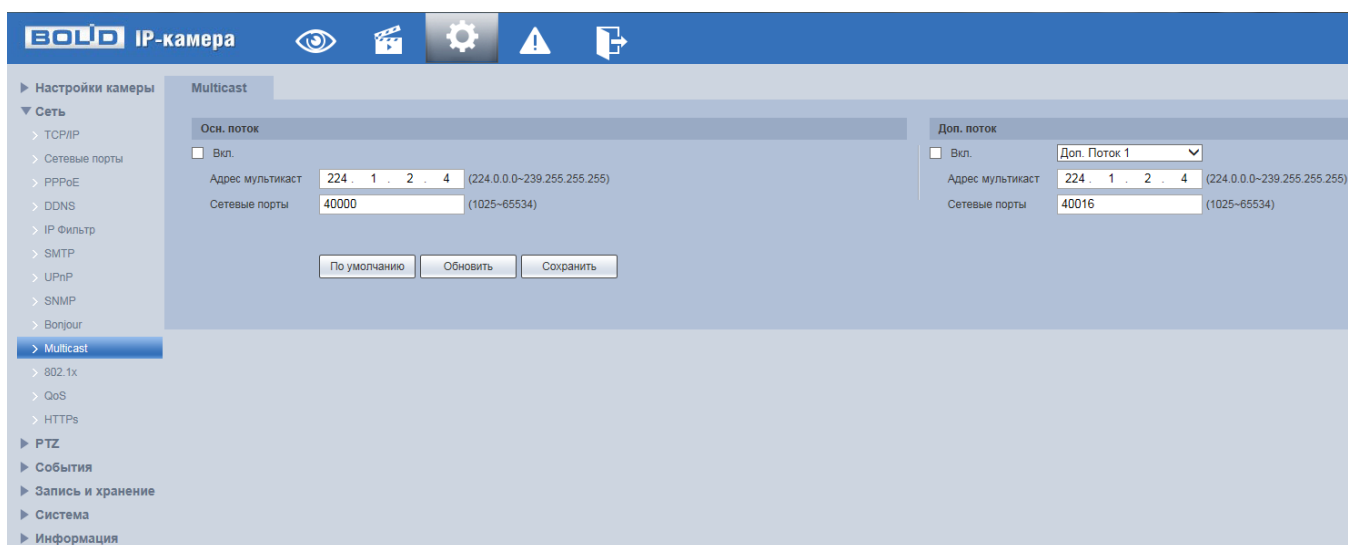 BOLID IP-камера
Настройки камеры
Сеть
TCP/IP
Сетевые порты
PPPoE
DDNS
IP Фильтр
SMTP
UPnP
SNMP
Bonjour
Multicast
802.1x
QoS
HTTPs
PTZ
События
Запись и хранение
Система
Информация
Multicast
Осн. поток
Вкл.
Адрес мультикаст 224 . 1 . 2 . 4 (224.0.0.0~239.255.255.255)
Сетевые порты 40000 (1025~65534)
По умолчанию Обновить Сохранить
Доп. поток
Вкл. Доп. Поток 1
Адрес мультикаст 224 . 1 . 2 . 4 (224.0.0.0~239.255.255.255)
Сетевые порты 40016 (1025~65534)